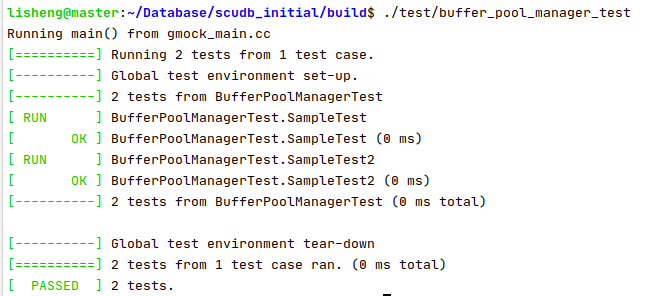 lisheng@master:~/Database/scudb_initial/build$ ./test/buffer_pool_manager_test
Running main() from gmock_main.cc
[==========] Running 2 tests from 1 test case.
[----------] Global test environment set-up.
[----------] 2 tests from BufferPoolManagerTest
[ RUN      ] BufferPoolManagerTest.SampleTest
[       OK ] BufferPoolManagerTest.SampleTest (0 ms)
[ RUN      ] BufferPoolManagerTest.SampleTest2
[       OK ] BufferPoolManagerTest.SampleTest2 (0 ms)
[----------] 2 tests from BufferPoolManagerTest (0 ms total)

[----------] Global test environment tear-down
[==========] 2 tests from 1 test case ran. (0 ms total)
[  PASSED  ] 2 tests.